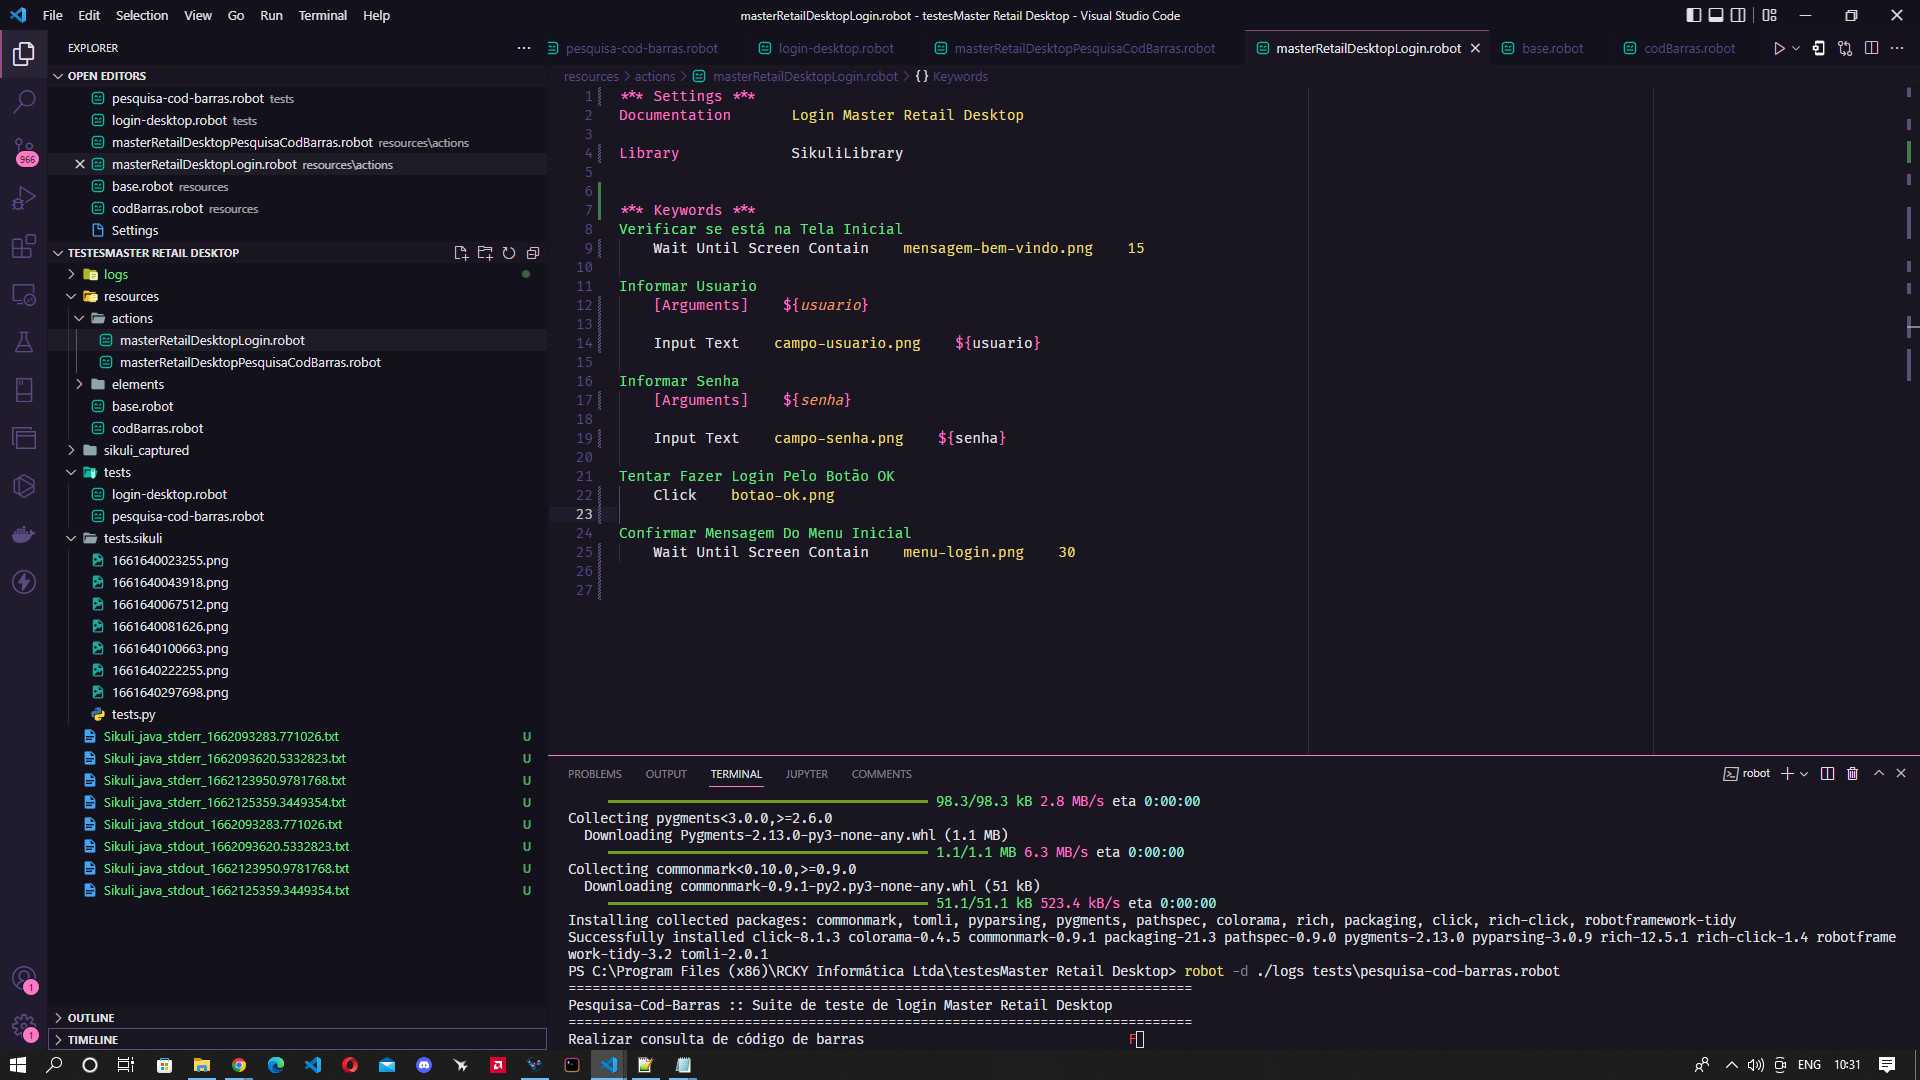 File Edit Selection View Go Run Terminal Help
masterRetailDesktopLogin.robot - testesMaster Retail Desktop - Visual Studio Code
EXPLORER
OPEN EDITORS
pesquisa-cod-barras.robot tests
login-desktop.robot tests
masterRetailDesktopPesquisaCodBarras.robot resources\actions
masterRetailDesktopLogin.robot resources\actions
base.robot resources
codBarras.robot resources
Settings
TESTESMASTER RETAIL DESKTOP
logs
resources
actions
masterRetailDesktopLogin.robot
masterRetailDesktopPesquisaCodBarras.robot
elements
base.robot
codBarras.robot
sikuli_captured
tests
login-desktop.robot
pesquisa-cod-barras.robot
tests.sikuli
1661640023255.png
1661640043918.png
1661640067512.png
1661640081626.png
1661640100663.png
1661640222255.png
1661640297698.png
tests.py
Sikuli_java_stderr_1662093283.771026.txt U
Sikuli_java_stderr_1662093620.5332823.txt U
Sikuli_java_stderr_1662123950.9781768.txt U
Sikuli_java_stderr_1662125359.3449354.txt U
Sikuli_java_stdout_1662093283.771026.txt U
Sikuli_java_stdout_1662093620.5332823.txt U
Sikuli_java_stdout_1662123950.9781768.txt U
Sikuli_java_stdout_1662125359.3449354.txt U
OUTLINE
TIMELINE
966
1
1
pesquisa-cod-barras.robot login-desktop.robot masterRetailDesktopPesquisaCodBarras.robot masterRetailDesktopLogin.robot base.robot codBarras.robot
resources > actions > masterRetailDesktopLogin.robot > {} Keywords
1 *** Settings ***
2 Documentation Login Master Retail Desktop
3
4 Library SikuliLibrary
5
6
7 *** Keywords ***
8 Verificar se está na Tela Inicial
9 Wait Until Screen Contain mensagem-bem-vindo.png 15
10
11 Informar Usuario
12 [Arguments] ${usuario}
13
14 Input Text campo-usuario.png ${usuario}
15
16 Informar Senha
17 [Arguments] ${senha}
18
19 Input Text campo-senha.png ${senha}
20
21 Tentar Fazer Login Pelo Botão OK
22 Click botao-ok.png
23
24 Confirmar Mensagem Do Menu Inicial
25 Wait Until Screen Contain menu-login.png 30
26
27
PROBLEMS OUTPUT TERMINAL JUPYTER COMMENTS
robot
98.3/98.3 kB 2.8 MB/s eta 0:00:00
Collecting pygments<3.0.0,>=2.6.0
Downloading Pygments-2.13.0-py3-none-any.whl (1.1 MB)
1.1/1.1 MB 6.3 MB/s eta 0:00:00
Collecting commonmark<0.10.0,>=0.9.0
Downloading commonmark-0.9.1-py2.py3-none-any.whl (51 kB)
51.1/51.1 kB 523.4 kB/s eta 0:00:00
Installing collected packages: commonmark, tomli, pyparsing, pygments, pathspec, colorama, rich, packaging, click, rich-click, robotframework-tidy
Successfully installed click-8.1.3 colorama-0.4.5 commonmark-0.9.1 packaging-21.3 pathspec-0.9.0 pygments-2.13.0 pyparsing-3.0.9 rich-12.5.1 rich-click-1.4 robotframe
work-tidy-3.2 tomli-2.0.1
PS C:\Program Files (x86)\RCKY Informática Ltda\testesMaster Retail Desktop> robot -d ./logs tests\pesquisa-cod-barras.robot
==============================================================================
Pesquisa-Cod-Barras :: Suite de teste de login Master Retail Desktop
==============================================================================
Realizar consulta de código de barras F
ENG 10:31